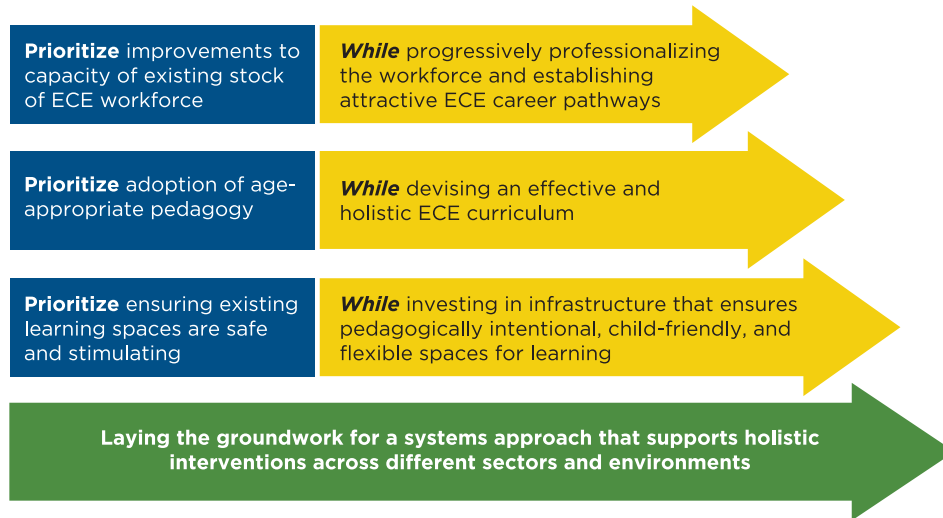 Prioritize improvements to
capacity of existing stock
of ECE workforce
While progressively professionalizing
the workforce and establishing
attractive ECE career pathways
Prioritize adoption of age-
appropriate pedagogy
While devising an effective and
holistic ECE curriculum
Prioritize ensuring existing
learning spaces are safe
and stimulating
While investing in infrastructure that ensures
pedagogically intentional, child-friendly, and
flexible spaces for learning
Laying the groundwork for a systems approach that supports holistic
interventions across different sectors and environments